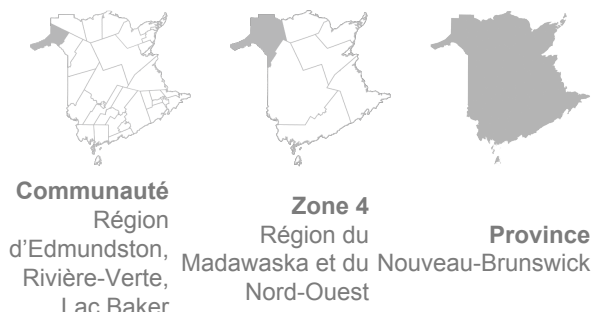 Communauté
Région
d’Edmundston,
Rivière-Verte,
Lac Baker
Zone 4
Région du
Madawaska et du
Nord-Ouest
Province
Nouveau-Brunswick